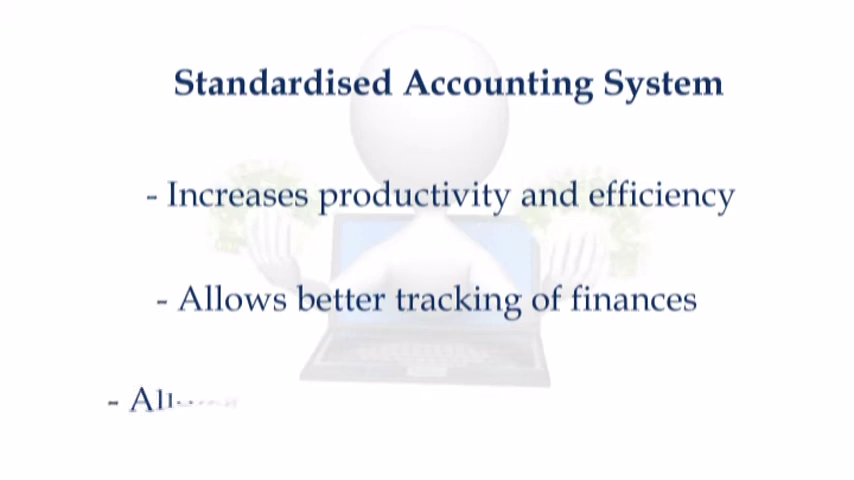 Standardised Accounting System
- Increases productivity and efficiency
- Allows better tracking of finances
-